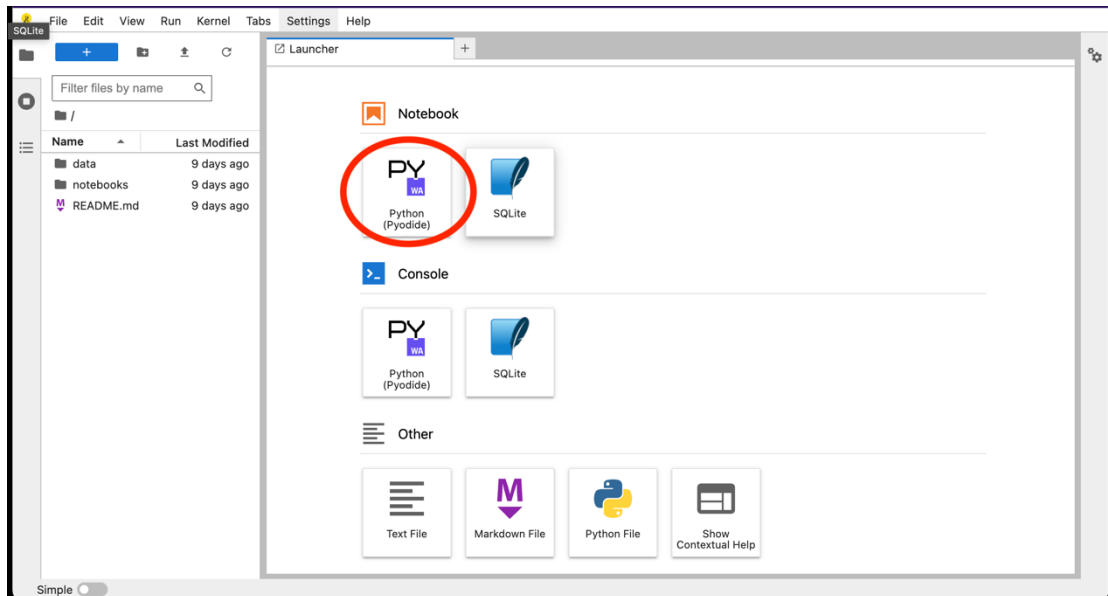 File Edit View Run Kernel Tabs Settings Help
SQLite
+
Launcher
+
Filter files by name
/
Name Last Modified
data 9 days ago
notebooks 9 days ago
M README.md 9 days ago
Notebook
PY
WA
Python
(Pyodide)
SQLite
>_ Console
PY
WA
Python
(Pyodide)
SQLite
Other
M
Text File
Markdown File
Python File
Show
Contextual Help
Simple